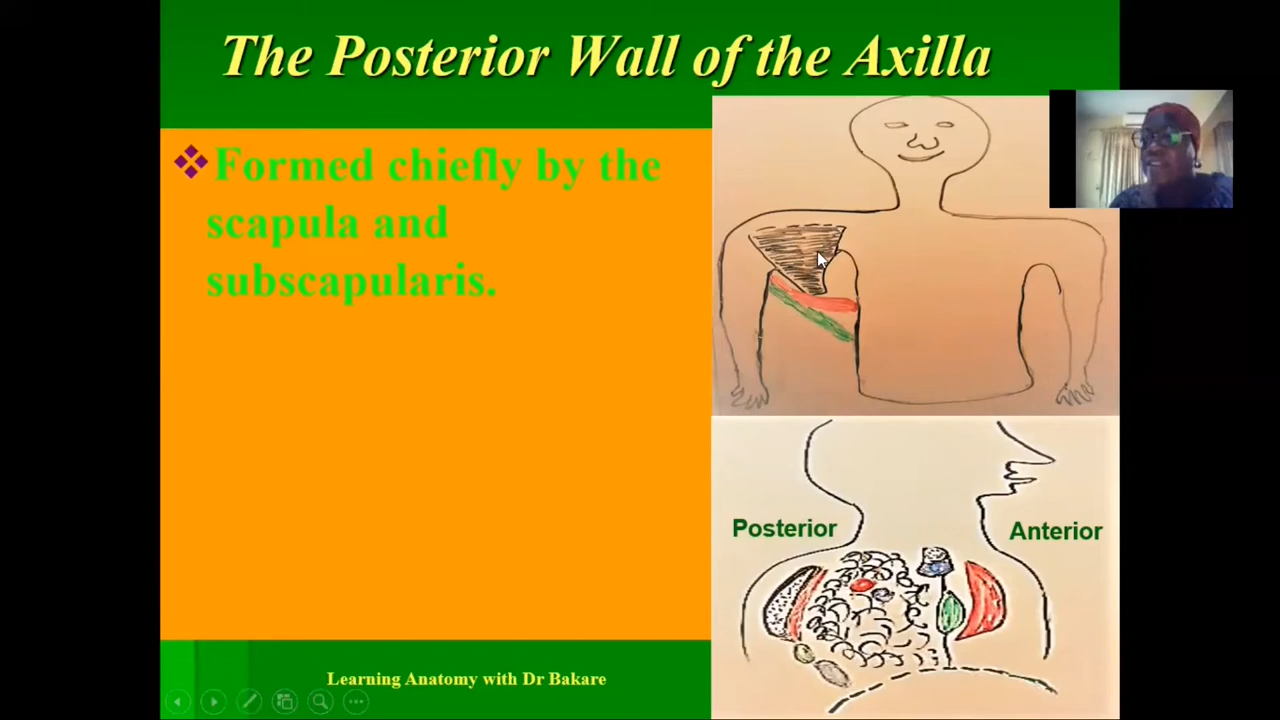 The Posterior Wall of the Axilla
Formed chiefly by the
scapula and
subscapularis.
Posterior
Anterior
Learning Anatomy with Dr Bakare